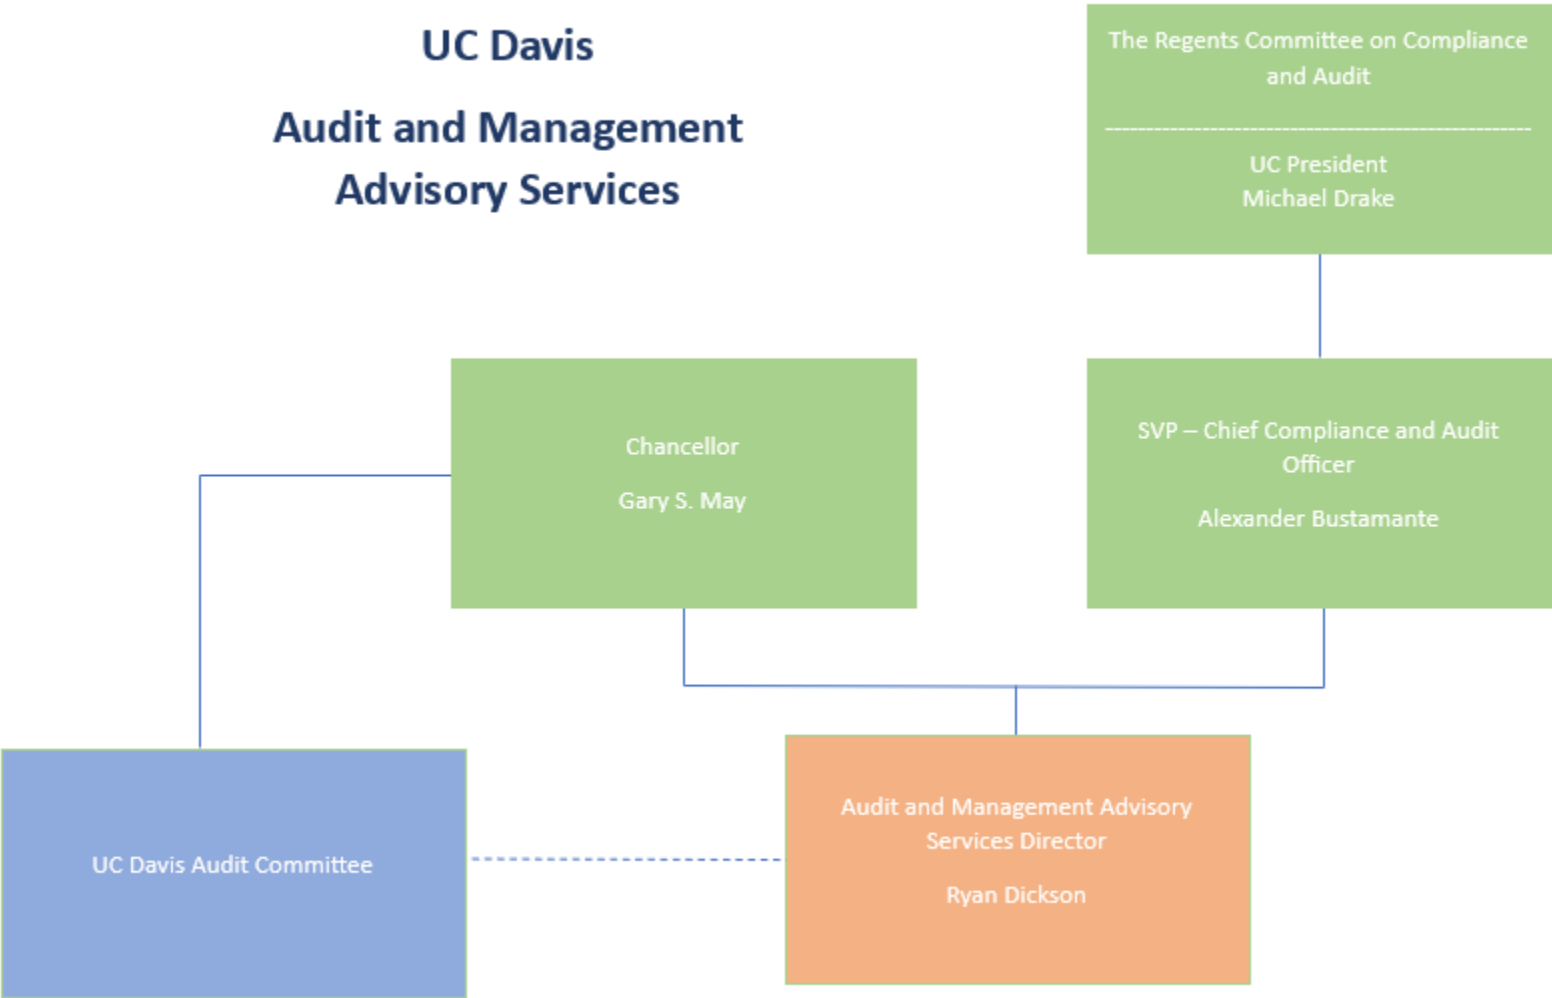 UC Davis
Audit and Management
Advisory Services
The Regents Committee on Compliance
and Audit
UC President
Michael Drake
Chancellor
Gary S. May
SVP – Chief Compliance and Audit
Officer
Alexander Bustamante
UC Davis Audit Committee
Audit and Management Advisory
Services Director
Ryan Dickson